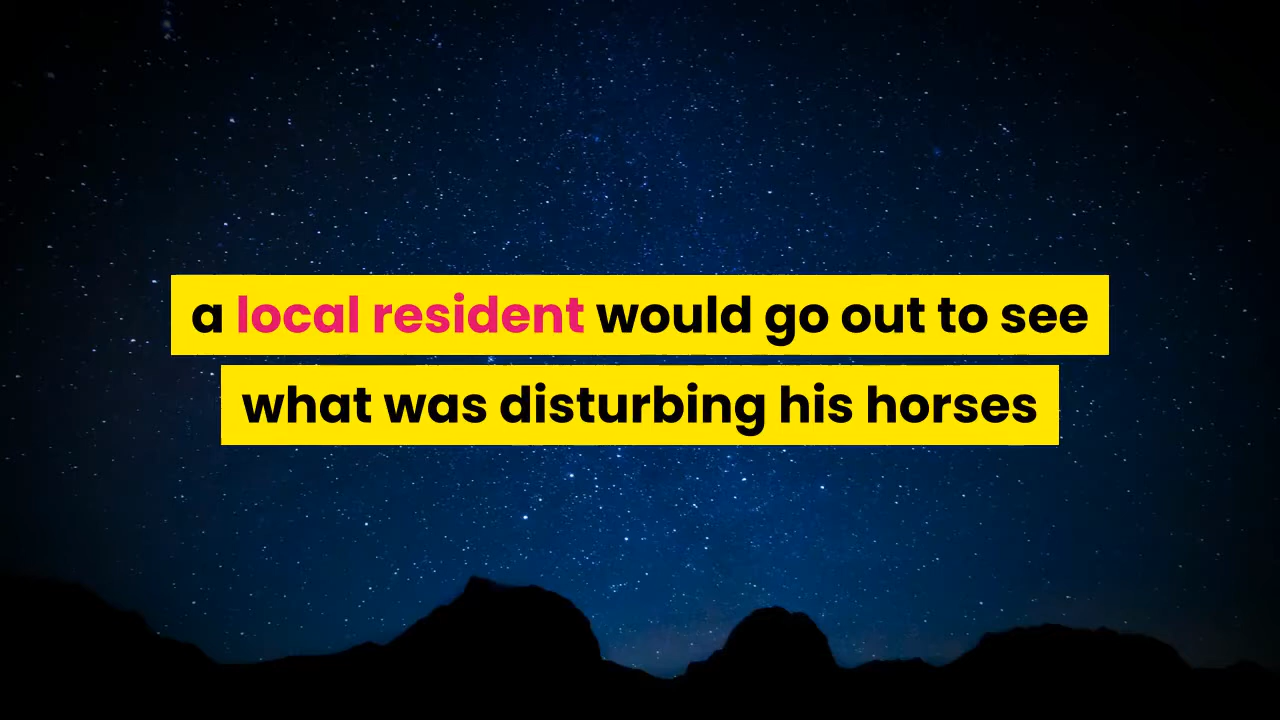 a local resident would go out to see
what was disturbing his horses